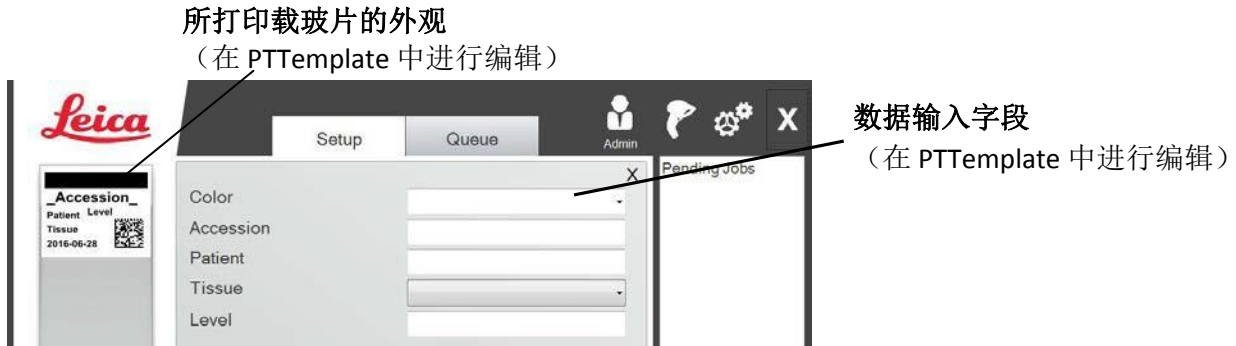 所打印载玻片的外观
（在 PTTemplate 中进行编辑）
Leica
Setup
Queue
Admin
X
数据输入字段
（在 PTTemplate 中进行编辑）
_Accession_
Patient Level
Tissue
2016-06-28
X
Color
Accession
Patient
Tissue
Level
Pending Jobs